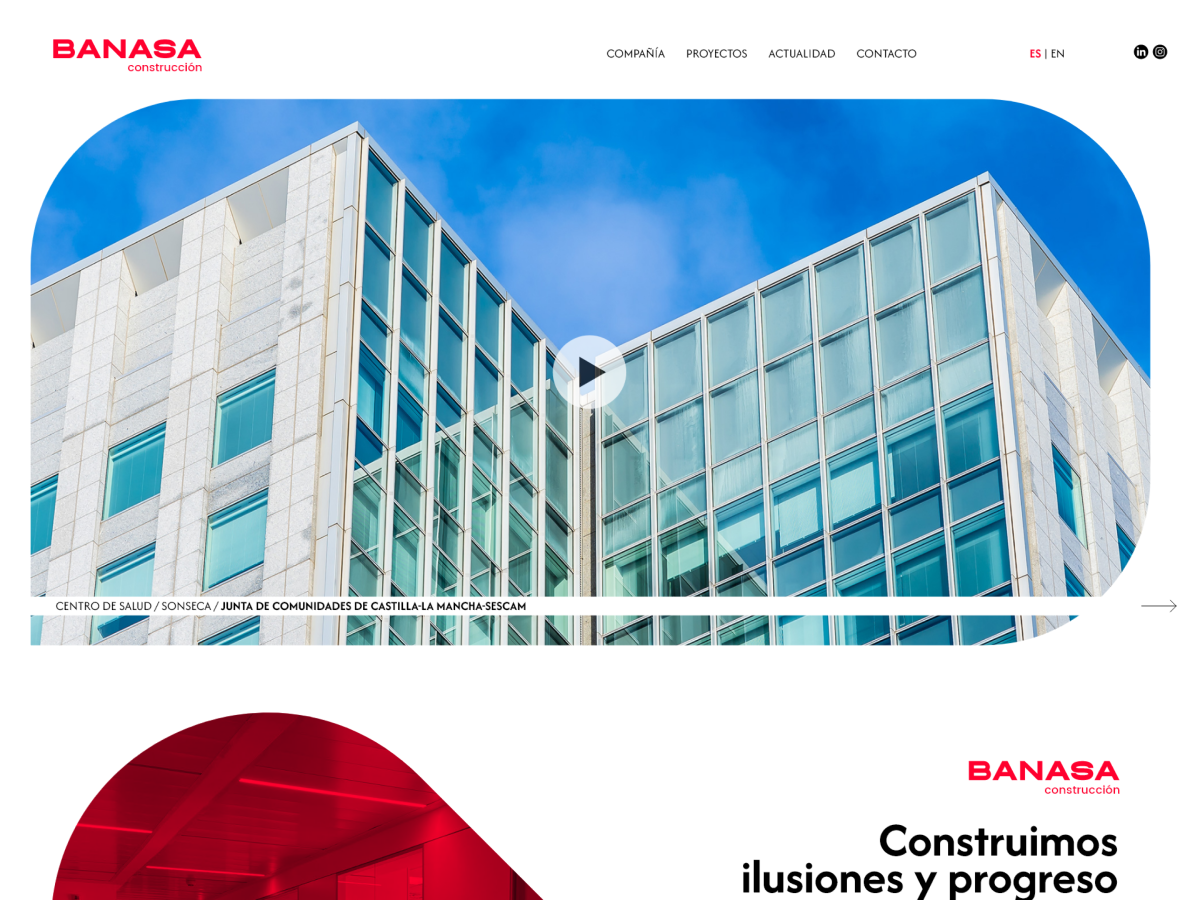 BANASA
construcción
COMPAÑÍA PROYECTOS ACTUALIDAD CONTACTO ES | EN
in
CENTRO DE SALUD / SONSECA / JUNTA DE COMUNIDADES DE CASTILLA-LA MANCHA-SESCAM
BANASA
construcción
Construimos
ilusiones y progreso